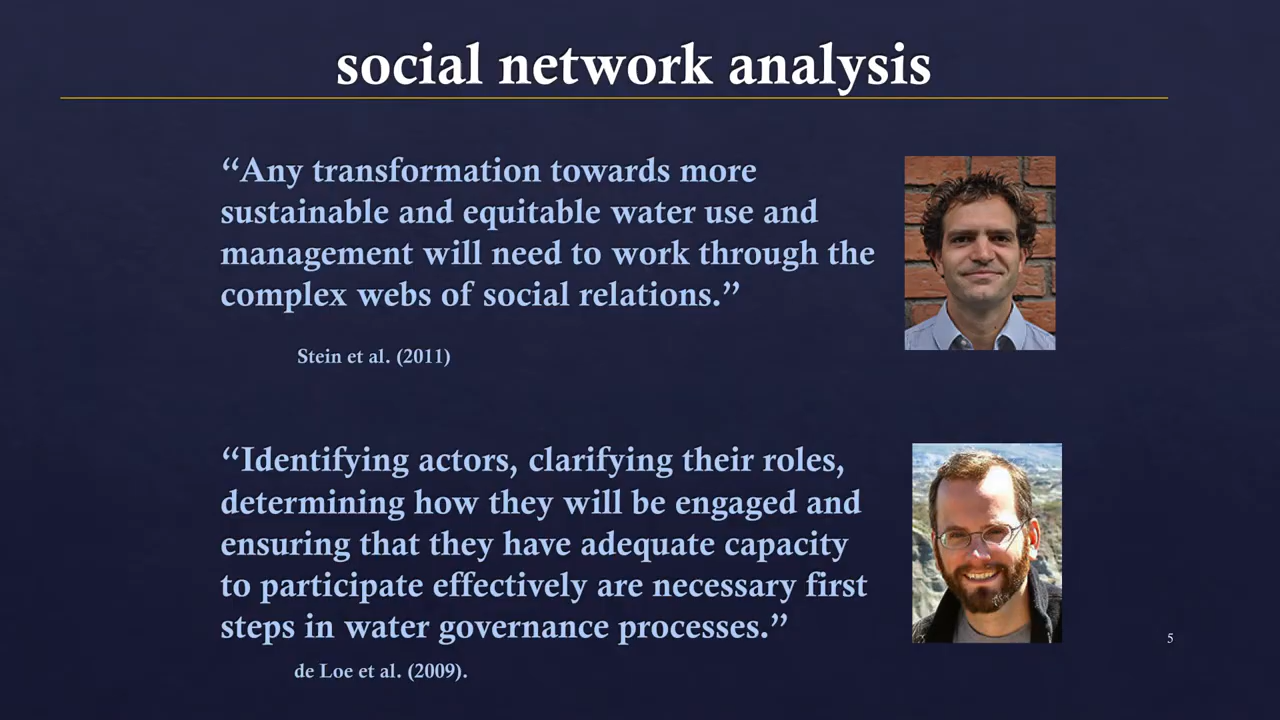 social network analysis
“Any transformation towards more
sustainable and equitable water use and
management will need to work through the
complex webs of social relations.”
Stein et al. (2011)
“Identifying actors, clarifying their roles,
determining how they will be engaged and
ensuring that they have adequate capacity
to participate effectively are necessary first
steps in water governance processes.”
5
de Loe et al. (2009).